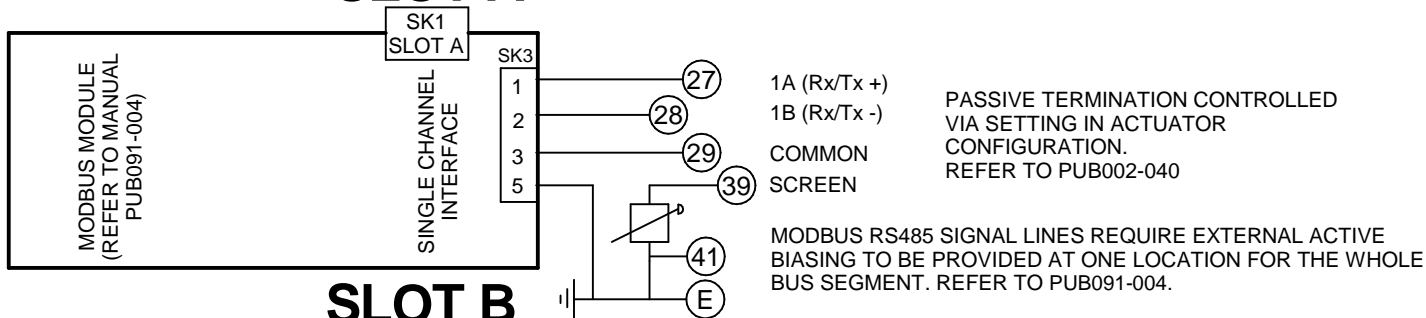 SK1
SLOT A
SK3
MODBUS MODULE
(REFER TO MANUAL
PUB091-004)
SINGLE CHANNEL
INTERFACE
1
2
3
5
27
28
29
39
41
E
1A (Rx/Tx +)
1B (Rx/Tx -)
COMMON
SCREEN
PASSIVE TERMINATION CONTROLLED
VIA SETTING IN ACTUATOR
CONFIGURATION.
REFER TO PUB002-040
MODBUS RS485 SIGNAL LINES REQUIRE EXTERNAL ACTIVE
BIASING TO BE PROVIDED AT ONE LOCATION FOR THE WHOLE
BUS SEGMENT. REFER TO PUB091-004.
SLOT B